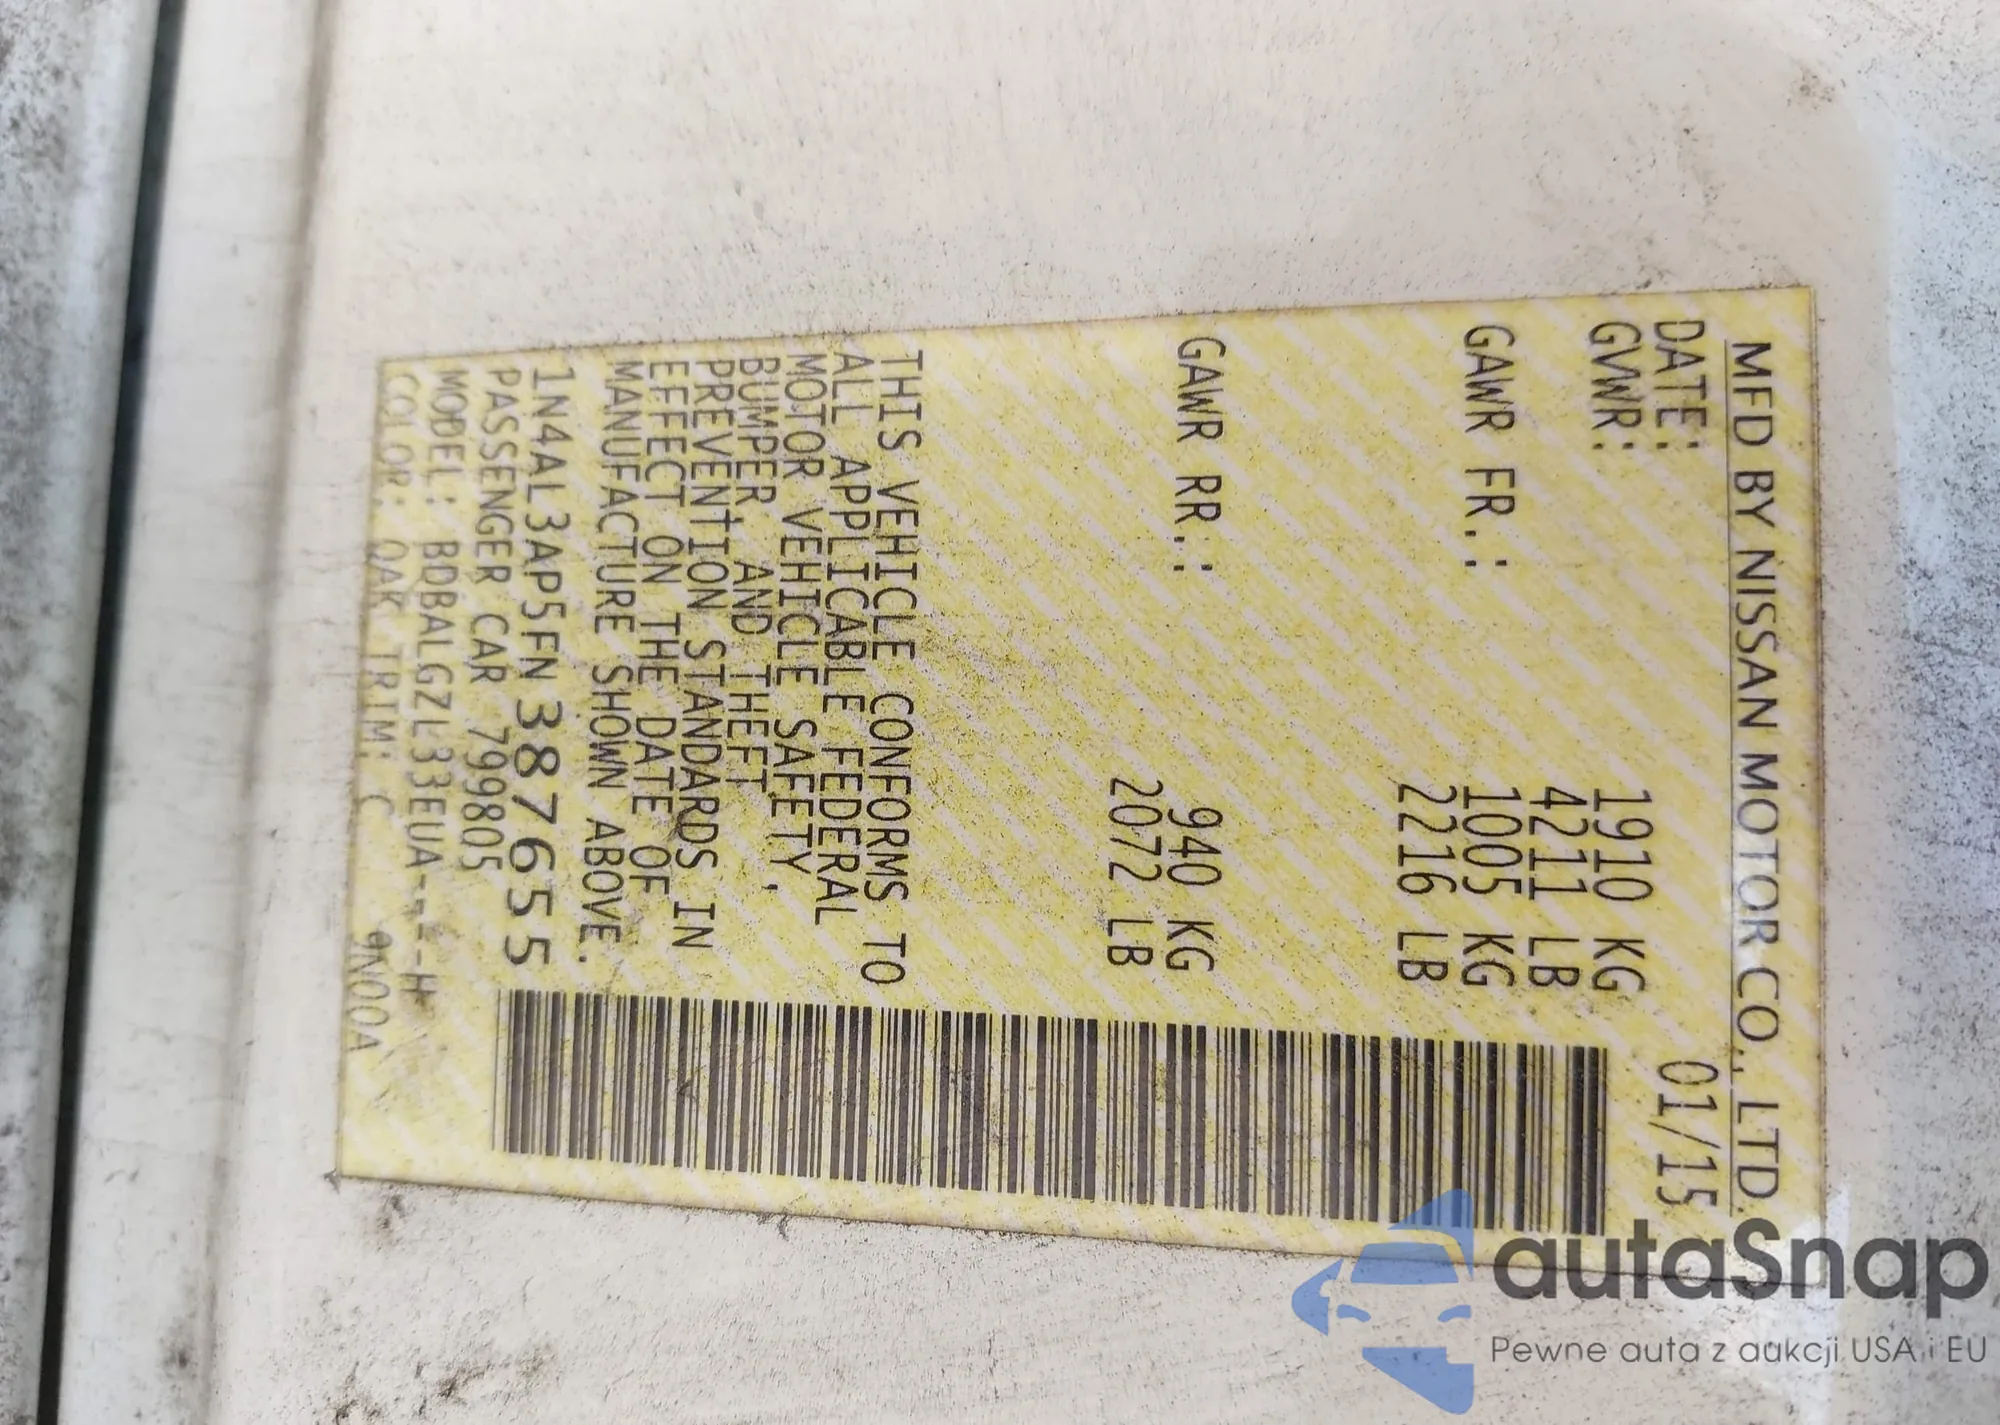 MFD BY NISSAN MOTOR CO., LTD.
DATE: 01/15
GVWR: 1910 KG
4211 LB
GAWR FR.: 1005 KG
2216 LB
GAWR RR.: 940 KG
2072 LB
THIS VEHICLE CONFORMS TO
ALL APPLICABLE FEDERAL
MOTOR VEHICLE SAFETY,
BUMPER, AND THEFT
PREVENTION STANDARDS IN
EFFECT ON THE DATE OF
MANUFACTURE SHOWN ABOVE.
1N4AL3AP5FN387655
PASSENGER CAR 799805
MODEL: BDBALGZL33EUA---H
COLOR: QAK TRIM: C 9N00A
autaSnap
Pewne auta z aukcji USA i EU